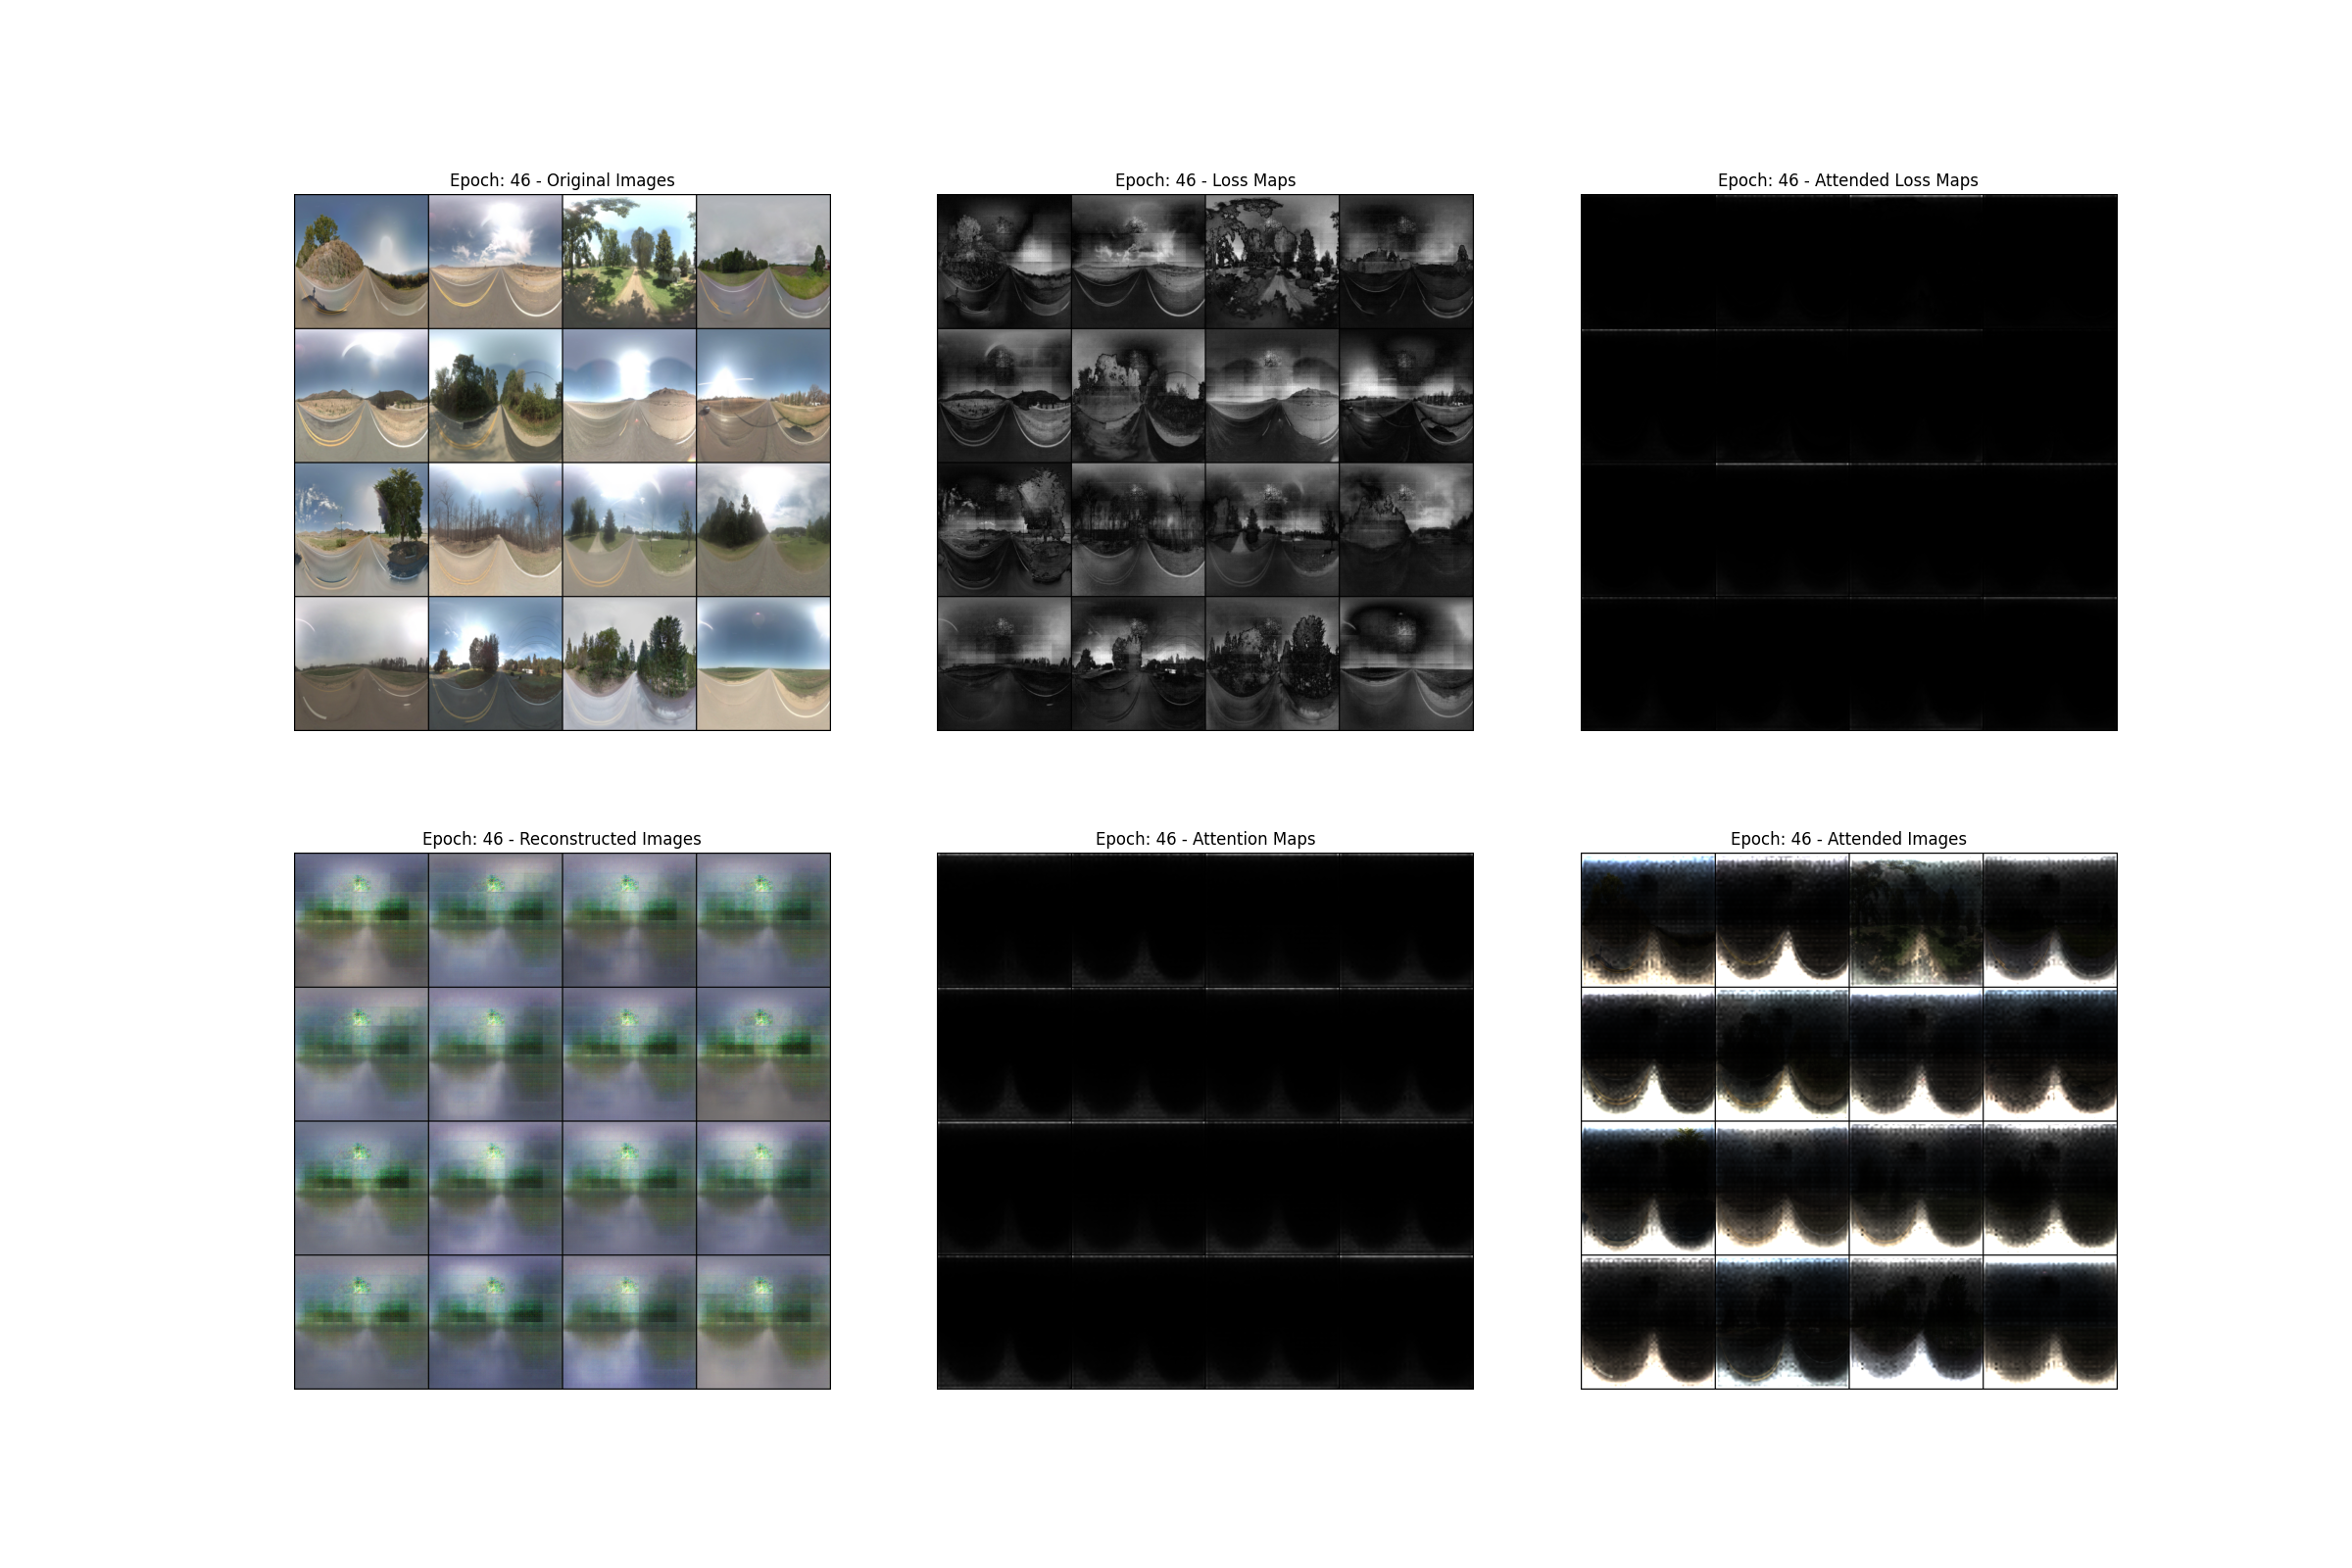 Epoch: 46 - Original Images
Epoch: 46 - Loss Maps
Epoch: 46 - Attended Loss Maps
Epoch: 46 - Reconstructed Images
Epoch: 46 - Attention Maps
Epoch: 46 - Attended Images